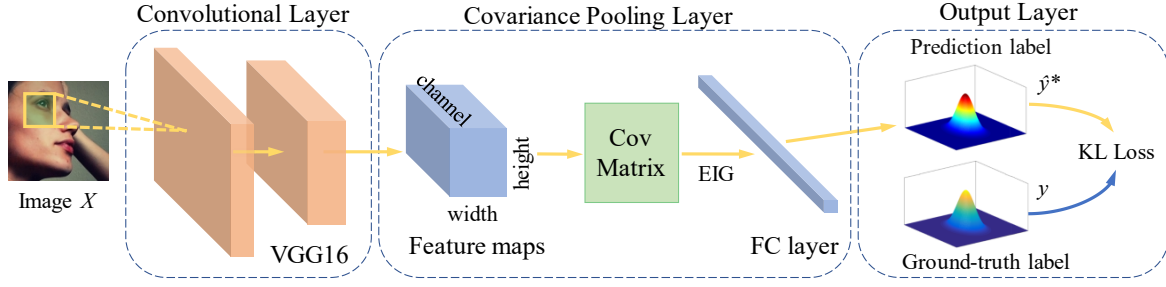 Convolutional Layer
Covariance Pooling Layer
Output Layer
Image X
VGG16
channel
height
width
Feature maps
Cov
Matrix
EIG
FC layer
Prediction label
ŷ*
KL Loss
y
Ground-truth label